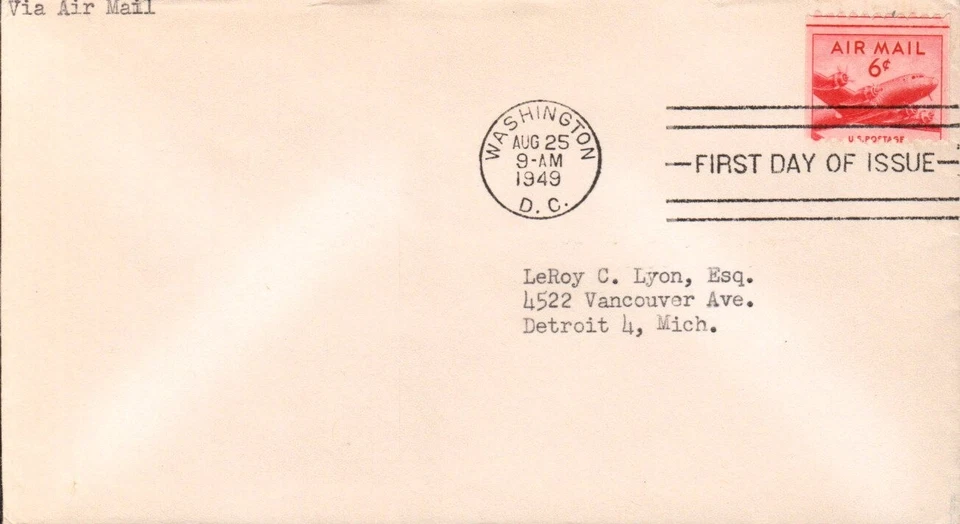 Via Air Mail
AIR MAIL
6¢
U.S. POSTAGE
WASHINGTON
AUG 25
9-AM
1949
D. C.
FIRST DAY OF ISSUE
LeRoy C. Lyon, Esq.
4522 Vancouver Ave.
Detroit 4, Mich.